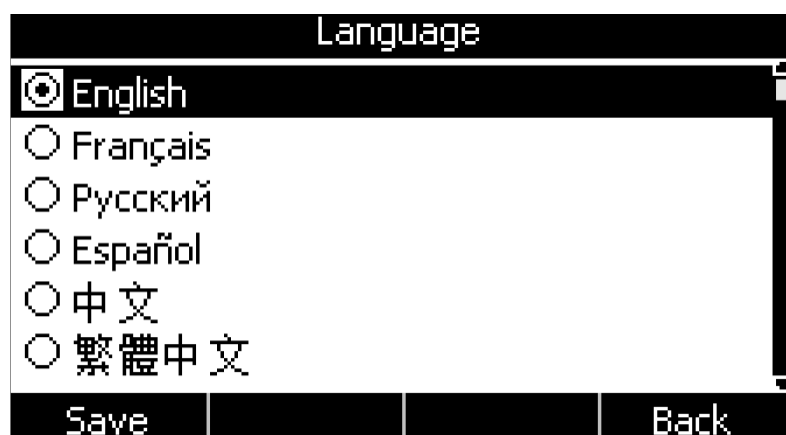 Language
English
Français
Русский
Español
中文
繁體中文
Save Back